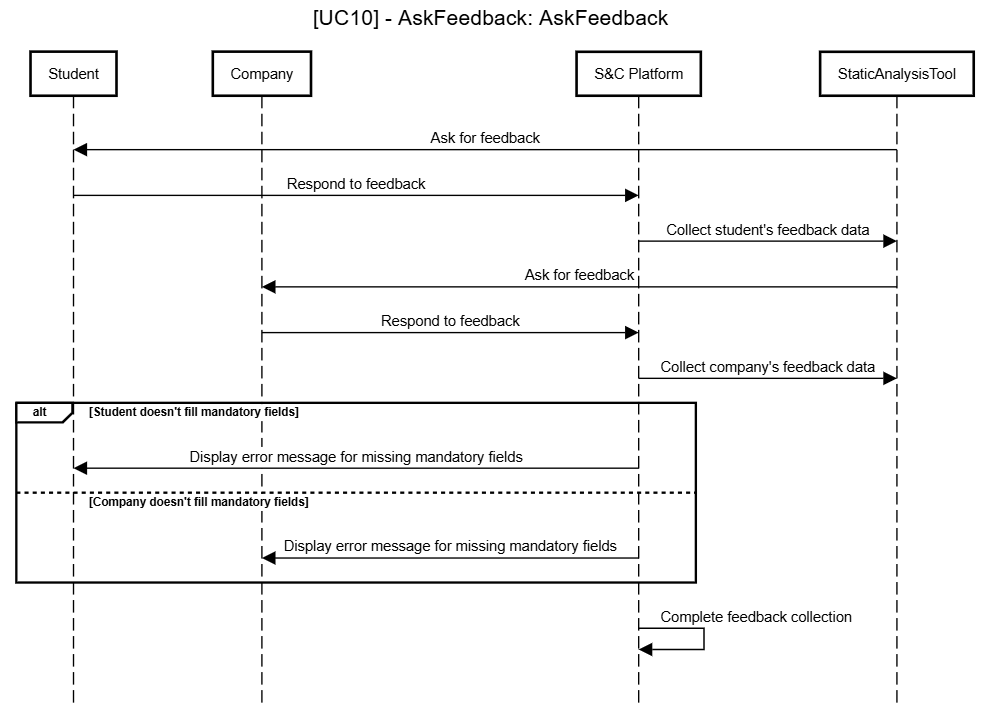 [UC10] - AskFeedback: AskFeedback
Student
Company
S&C Platform
StaticAnalysisTool
Ask for feedback
Respond to feedback
Collect student's feedback data
Ask for feedback
Respond to feedback
Collect company's feedback data
alt
[Student doesn't fill mandatory fields]
Display error message for missing mandatory fields
[Company doesn't fill mandatory fields]
Display error message for missing mandatory fields
Complete feedback collection